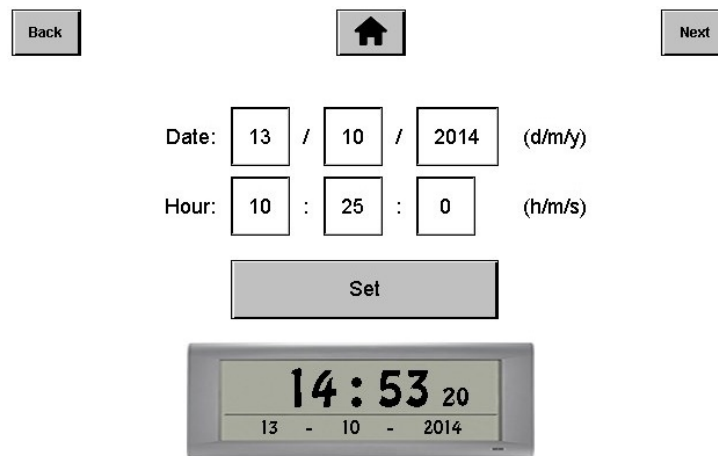 Back Next
Date: 13 / 10 / 2014 (d/m/y)
Hour: 10 : 25 : 0 (h/m/s)
Set
14:53 20
13 - 10 - 2014